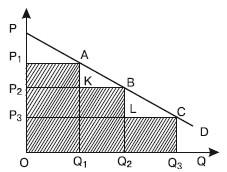 P
P₁ A
K
P₂ B
L
P₃ C
D
O Q₁ Q₂ Q₃ Q